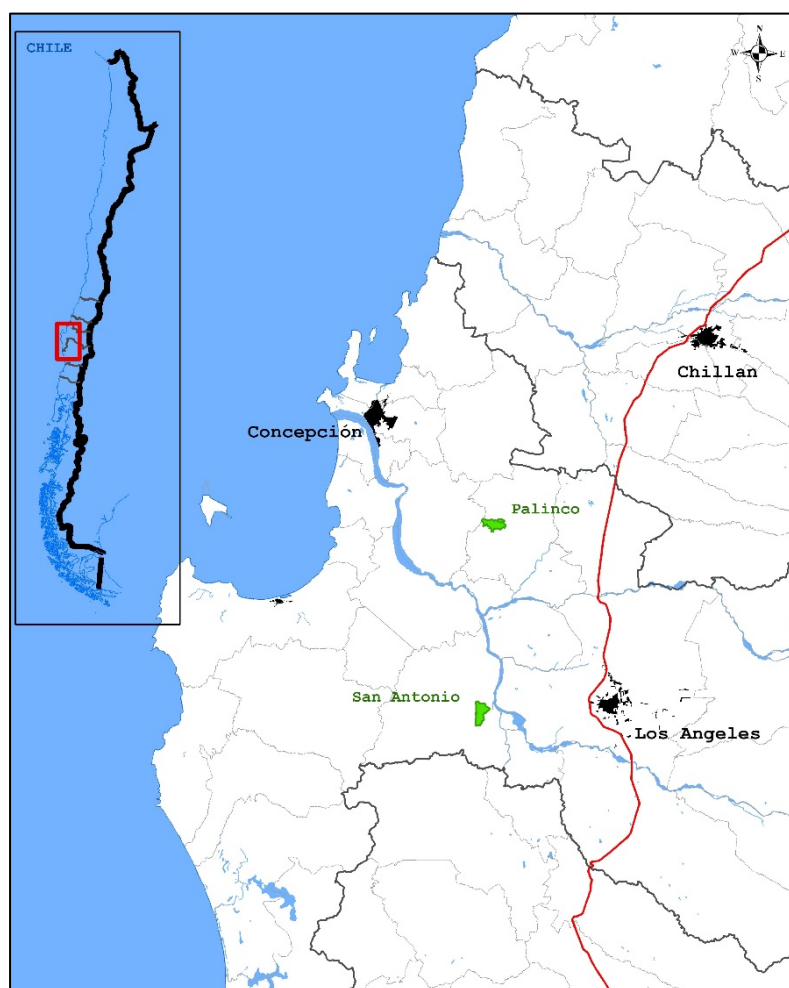 CHILE
N
W E
S
Chillan
Concepción
Palinco
San Antonio
Los Angeles